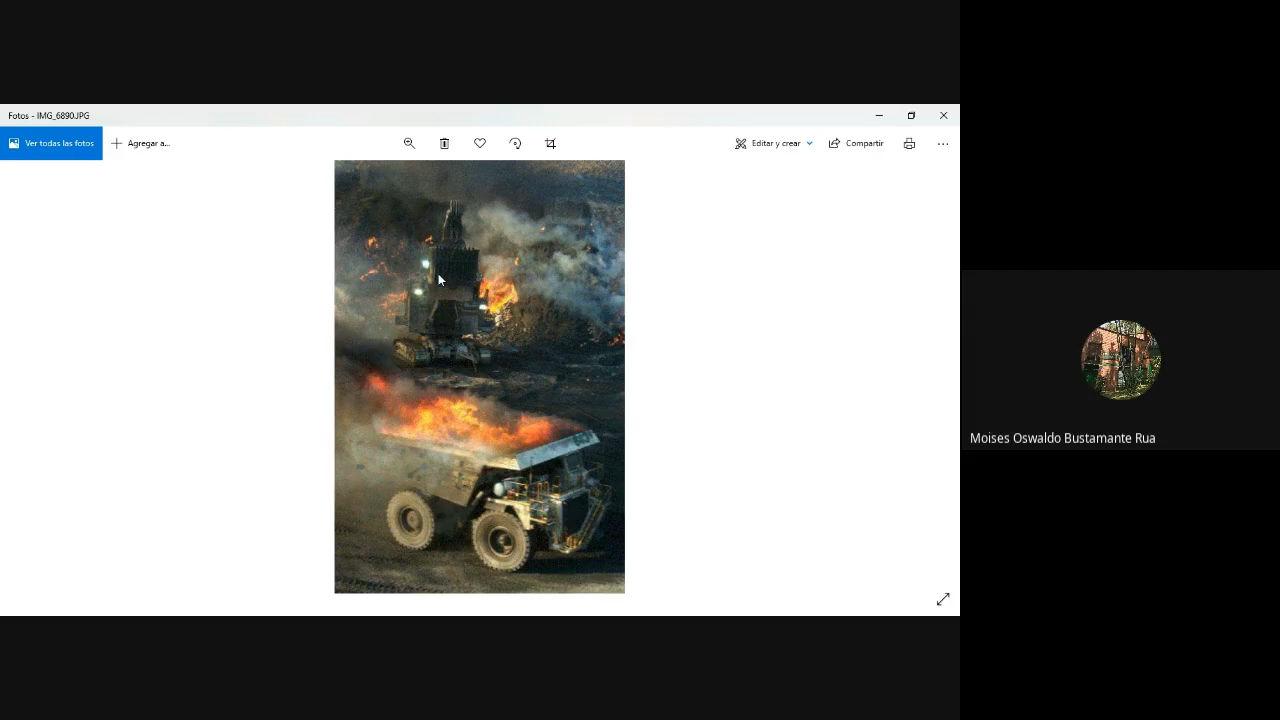 Fotos - IMG_6890.JPG
Ver todas las fotos
Agregar a...
Editar y crear
Compartir
Moises Oswaldo Bustamante Rua